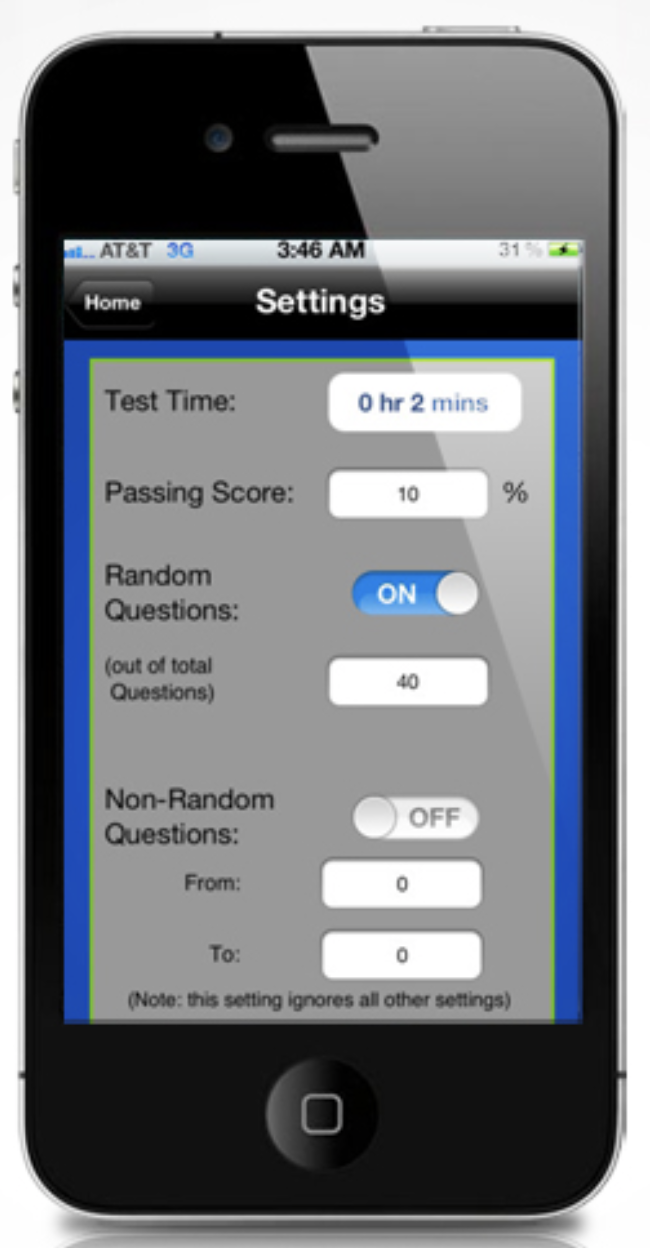 AT&T 3G 3:46 AM 31 %
Home Settings
Test Time: 0 hr 2 mins
Passing Score: 10 %
Random
Questions: ON
(out of total
Questions) 40
Non-Random
Questions: OFF
From: 0
To: 0
(Note: this setting ignores all other settings)